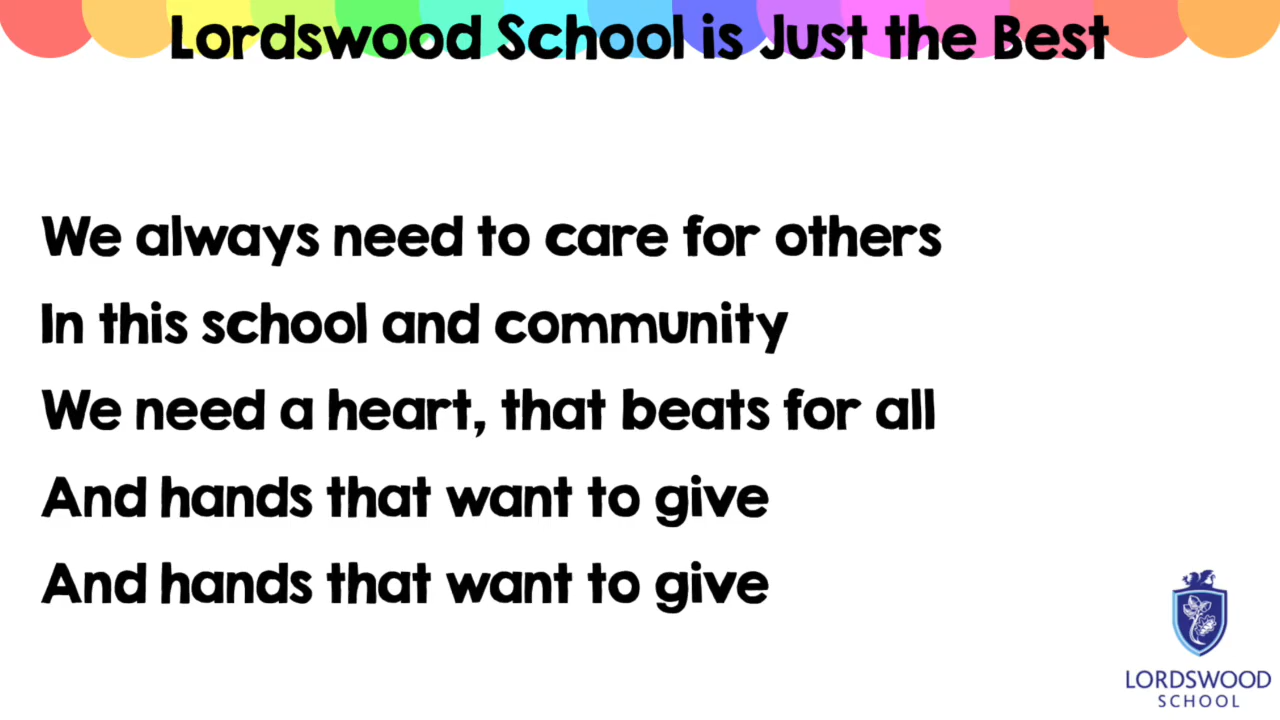 Lordswood School is Just the Best
We always need to care for others
In this school and community
We need a heart, that beats for all
And hands that want to give
And hands that want to give
LORDSWOOD
SCHOOL